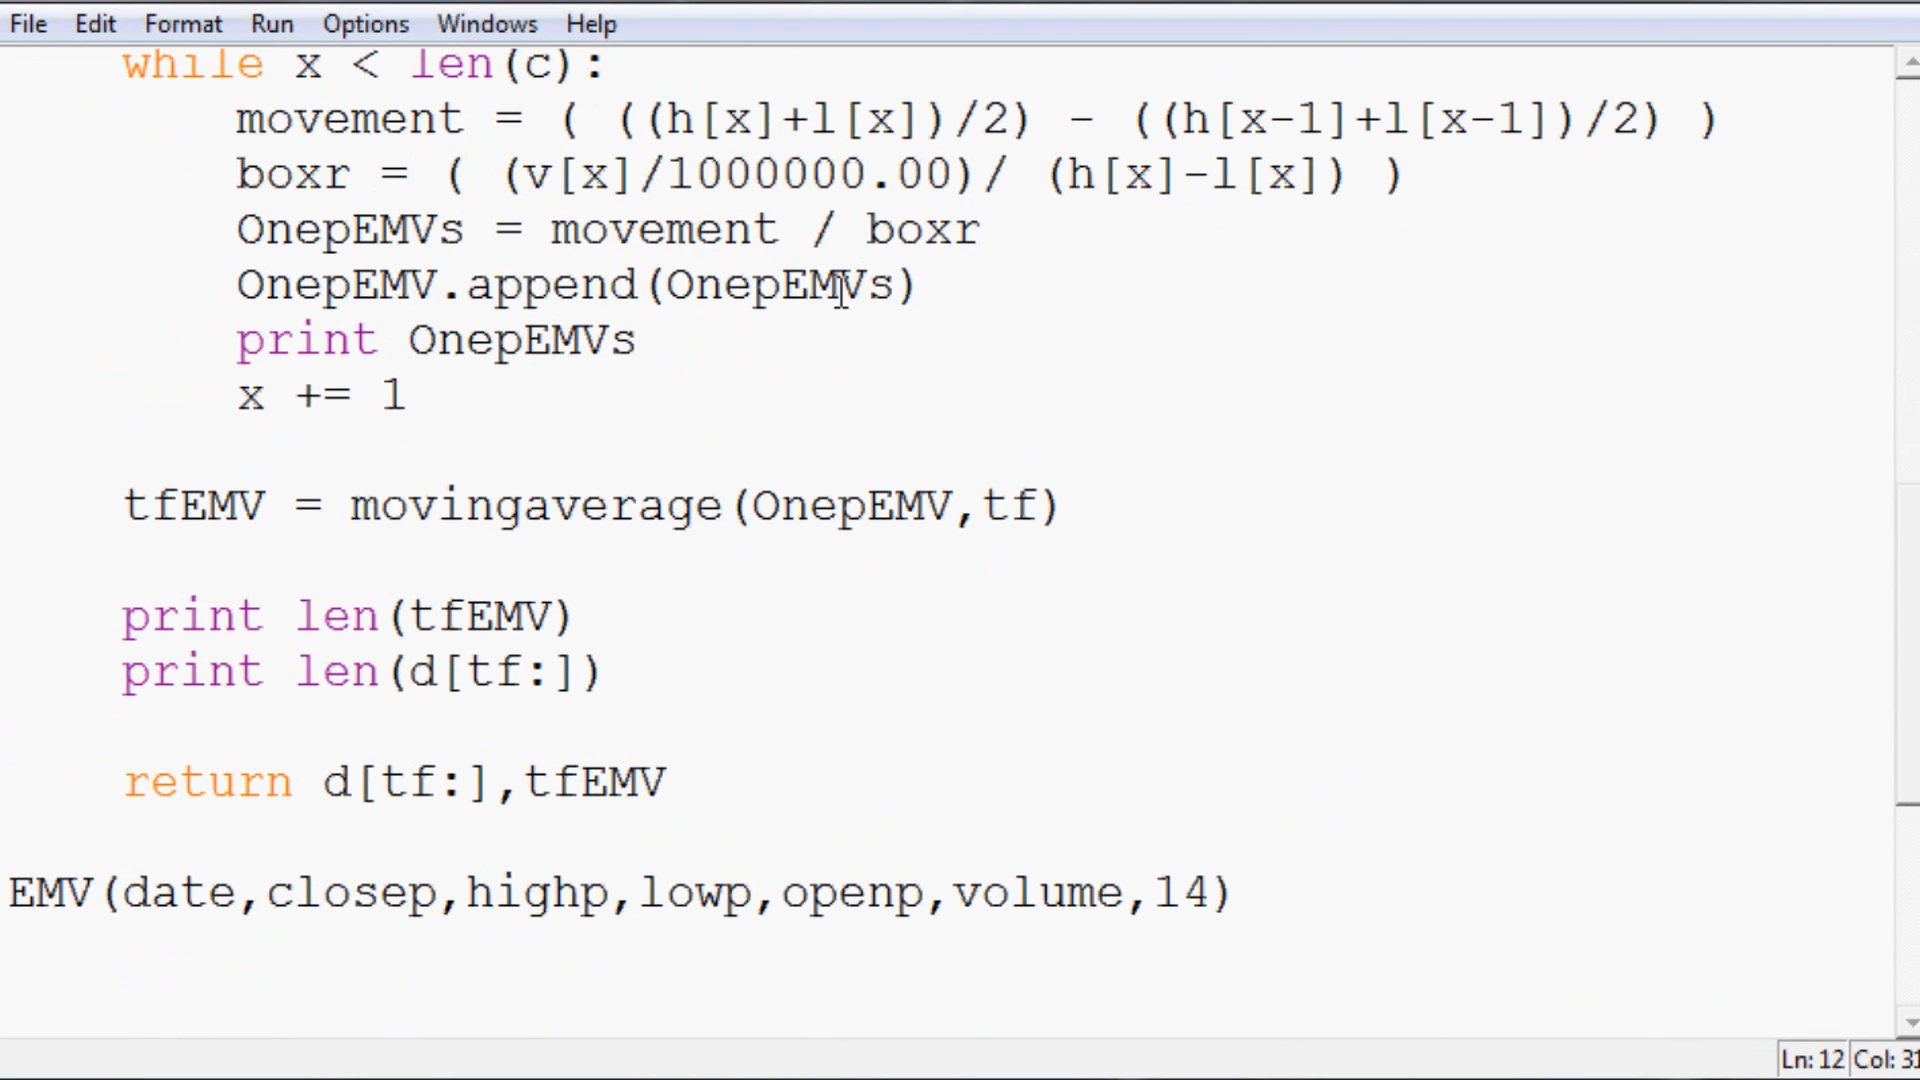 File Edit Format Run Options Windows Help
while x < len(c):
movement = ( ((h[x]+l[x])/2) - ((h[x-1]+l[x-1])/2) )
boxr = ( (v[x]/1000000.00)/ (h[x]-l[x]) )
OnepEMVs = movement / boxr
OnepEMV.append(OnepEMVs)
print OnepEMVs
x += 1
tfEMV = movingaverage(OnepEMV,tf)
print len(tfEMV)
print len(d[tf:])
return d[tf:],tfEMV
EMV(date,closep,highp,lowp,openp,volume,14)
Ln: 12 Col: 31